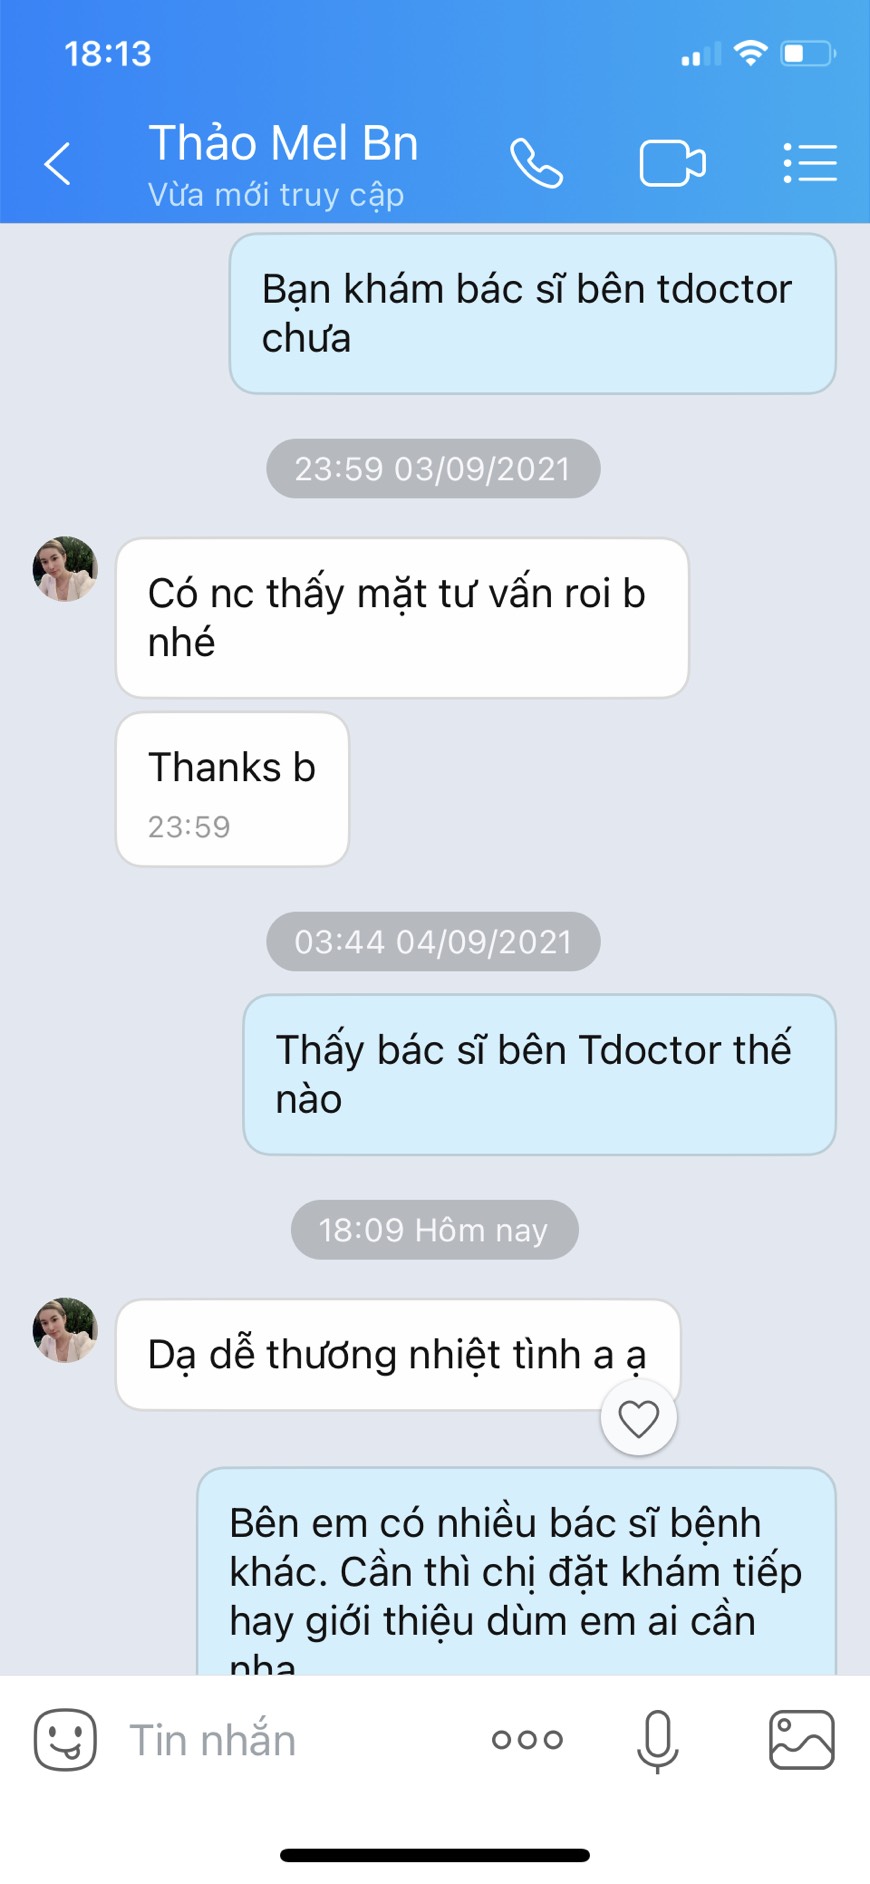 18:13
Thảo Mel Bn
Vừa mới truy cập
Bạn khám bác sĩ bên tdoctor
chưa
23:59 03/09/2021
Có nc thấy mặt tư vấn roi b
nhé
Thanks b
23:59
03:44 04/09/2021
Thấy bác sĩ bên Tdoctor thế
nào
18:09 Hôm nay
Dạ dễ thương nhiệt tình a ạ
Bên em có nhiều bác sĩ bệnh
khác. Cần thì chị đặt khám tiếp
hay giới thiệu dùm em ai cần
nha
Tin nhắn